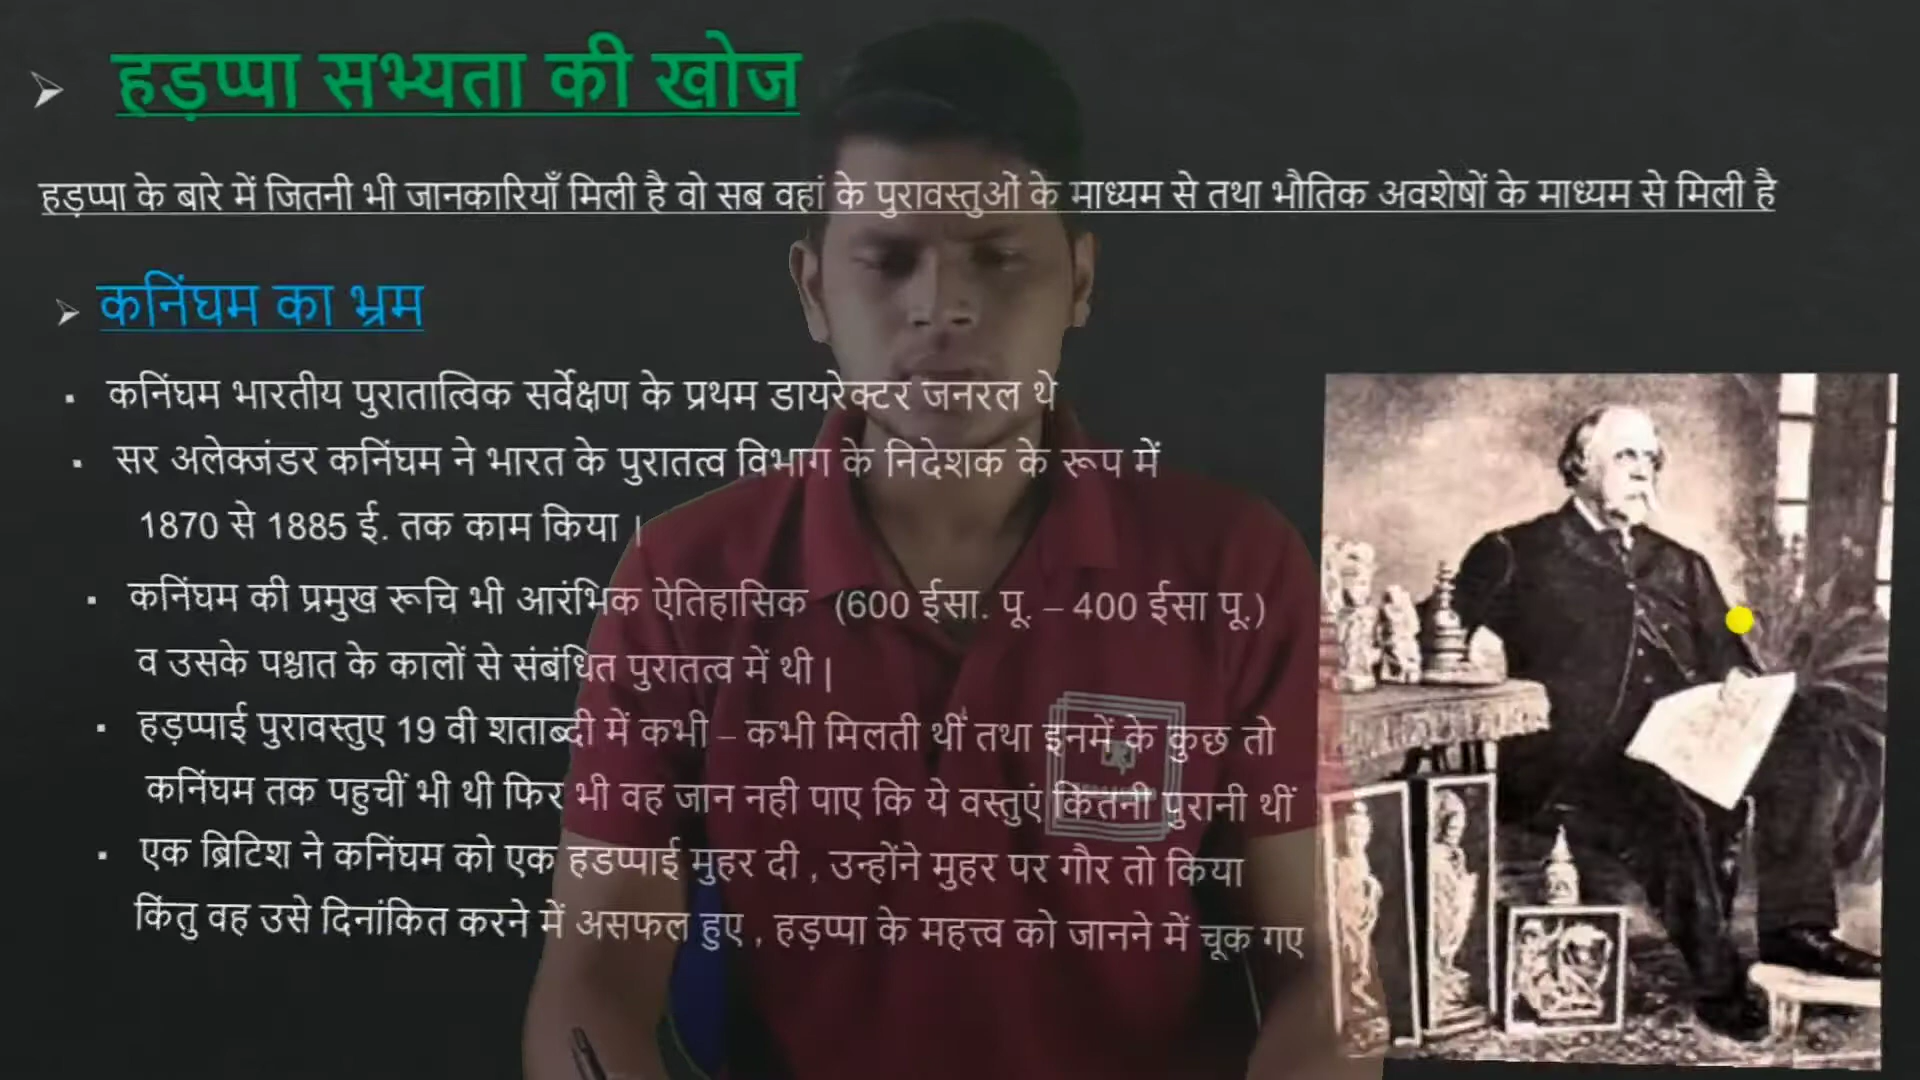 हड़प्पा सभ्यता की खोज
हड़प्पा के बारे में जितनी भी जानकारियाँ मिली है वो सब वहां के पुरावस्तुओं के माध्यम से तथा भौतिक अवशेषों के माध्यम से मिली है
कनिंघम का भ्रम
कनिंघम भारतीय पुरातात्विक सर्वेक्षण के प्रथम डायरेक्टर जनरल थे
सर अलेक्जंडर कनिंघम ने भारत के पुरातत्व विभाग के निदेशक के रूप में
1870 से 1885 ई. तक काम किया ।
कनिंघम की प्रमुख रूचि भी आरंभिक ऐतिहासिक (600 ईसा. पू. – 400 ईसा पू.)
व उसके पश्चात के कालों से संबंधित पुरातत्व में थी |
हड़प्पाई पुरावस्तुए 19 वी शताब्दी में कभी – कभी मिलती थीं तथा इनमें के कुछ तो
कनिंघम तक पहुचीं भी थी फिर भी वह जान नही पाए कि ये वस्तुएं कितनी पुरानी थीं
एक ब्रिटिश ने कनिंघम को एक हडप्पाई मुहर दी , उन्होंने मुहर पर गौर तो किया
किंतु वह उसे दिनांकित करने में असफल हुए , हड़प्पा के महत्त्व को जानने में चूक गए